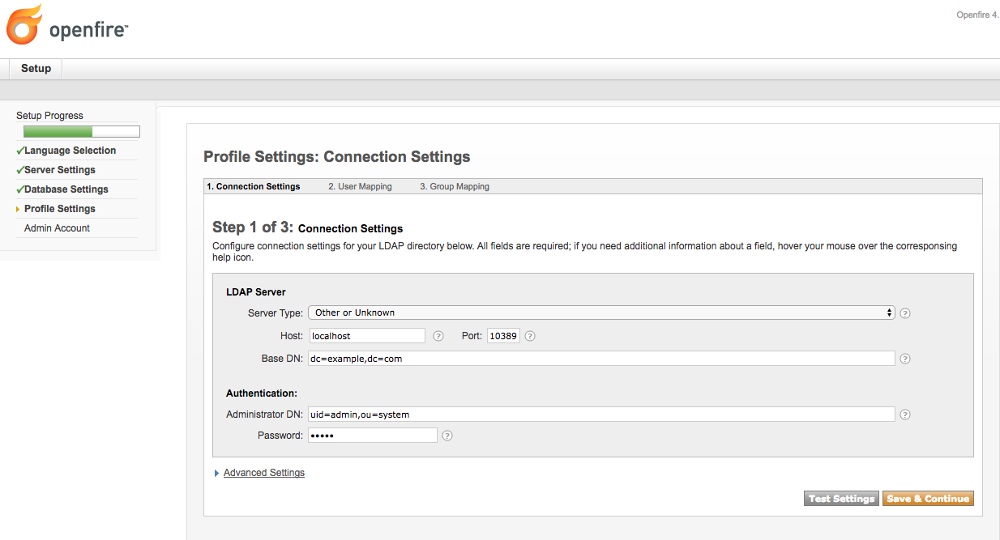 openfire™
Openfire 4.
Setup
Setup Progress
Language Selection
Server Settings
Database Settings
Profile Settings
Admin Account
Profile Settings: Connection Settings
1. Connection Settings 2. User Mapping 3. Group Mapping
Step 1 of 3: Connection Settings
Configure connection settings for your LDAP directory below. All fields are required; if you need additional information about a field, hover your mouse over the corresponsing
help icon.
LDAP Server
Server Type: Other or Unknown ?
Host: localhost ? Port: 10389 ?
Base DN: dc=example,dc=com ?
Authentication:
Administrator DN: uid=admin,ou=system ?
Password: ••••• ?
Advanced Settings
Test Settings Save & Continue